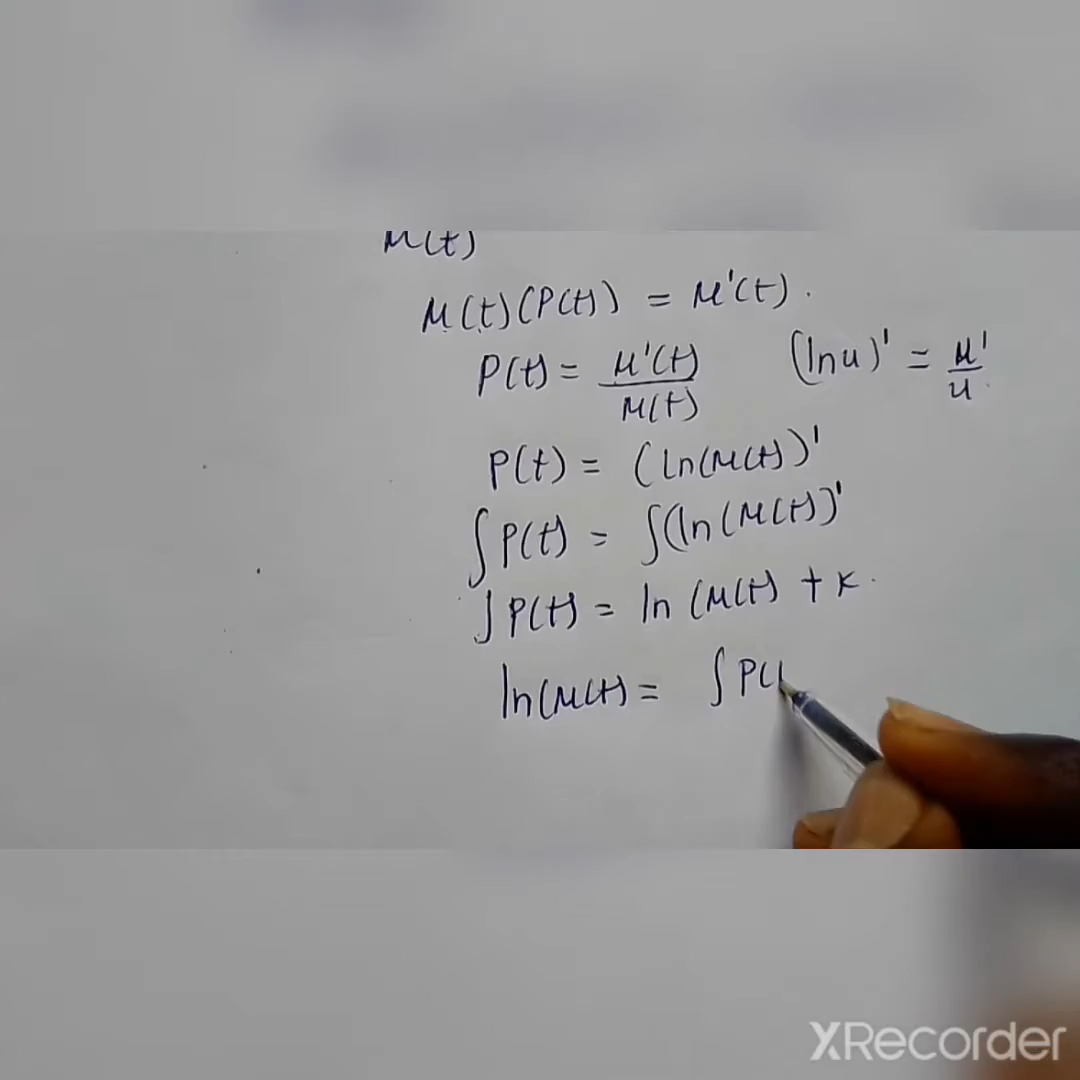 μ(t)
μ(t)(P(t)) = μ'(t).
P(t) = μ'(t)/μ(t) (ln u)' = u'/u
P(t) = (ln(μ(t))'
∫P(t) = ∫(ln(μ(t))'
∫P(t) = ln (μ(t) + K.
ln(μ(t) = ∫ P(
XRecorder